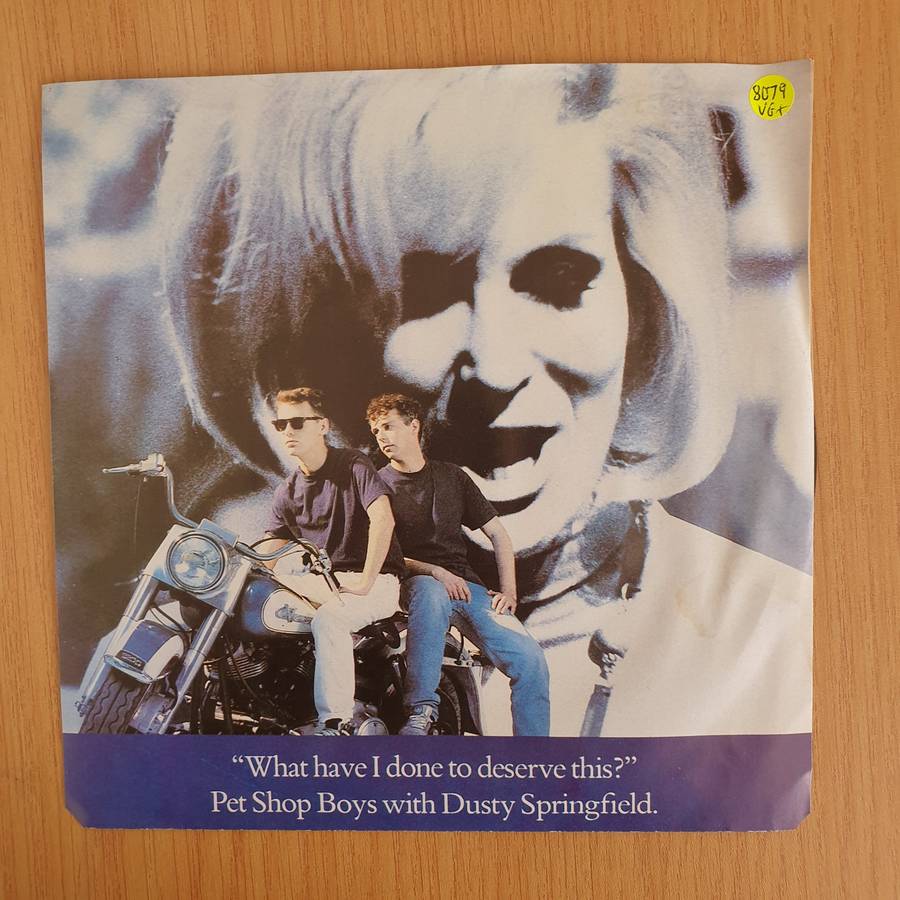 8079
VG+
“What have I done to deserve this?”
Pet Shop Boys with Dusty Springfield.